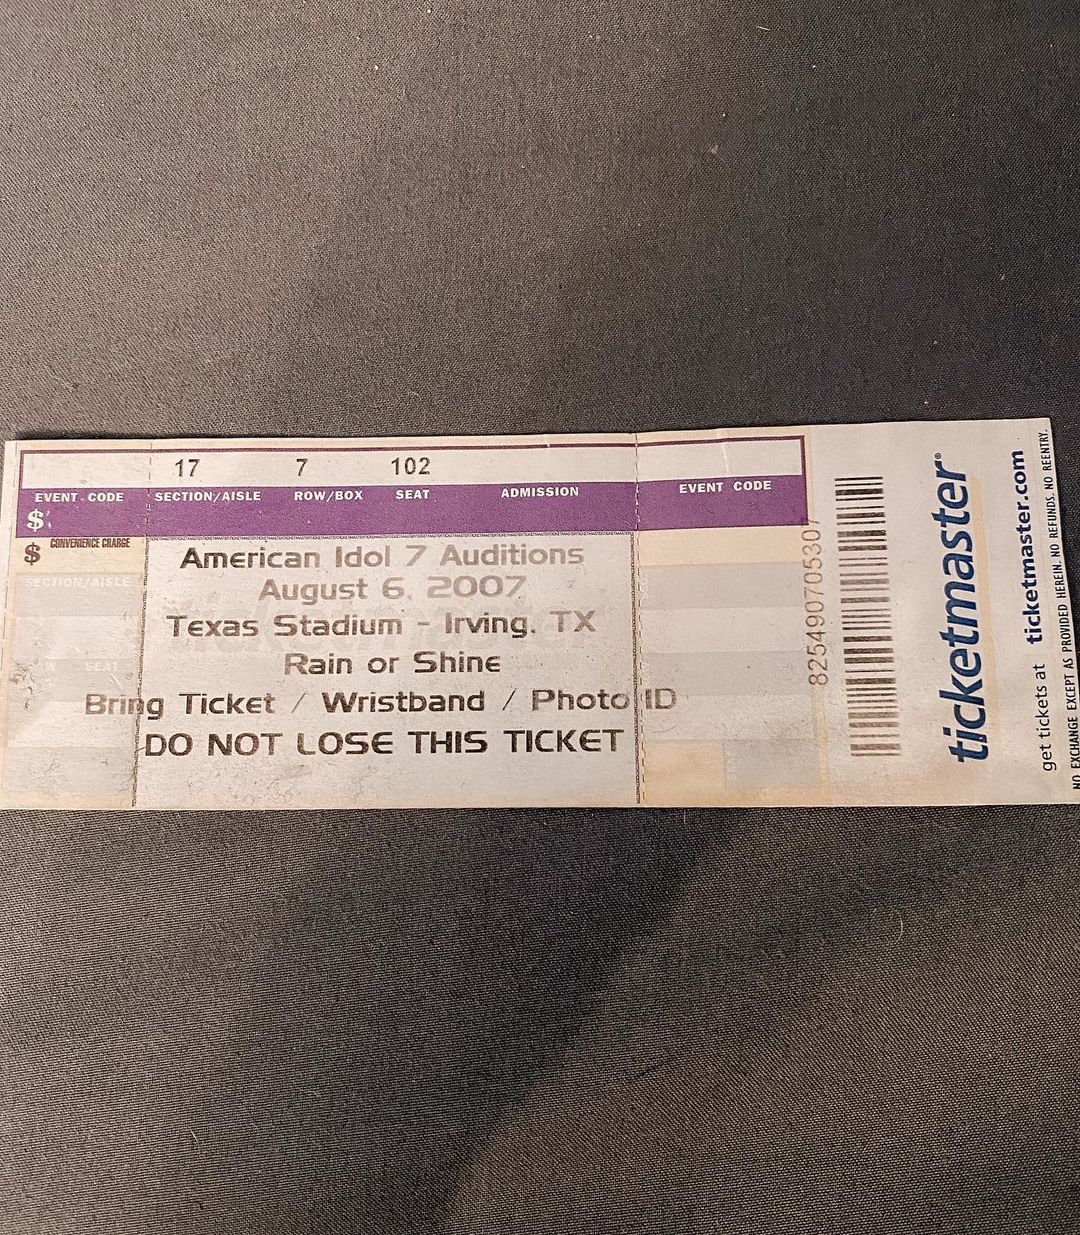 17 7 102
EVENT CODE SECTION/AISLE ROW/BOX SEAT ADMISSION EVENT CODE
$
$ CONVENIENCE CHARGE
SECTION/AISLE
SEAT
American Idol 7 Auditions
August 6, 2007
Texas Stadium - Irving, TX
Rain or Shine
Bring Ticket / Wristband / Photo ID
DO NOT LOSE THIS TICKET
825490705307
ticketmaster®
get tickets at ticketmaster.com
NO EXCHANGE EXCEPT AS PROVIDED HEREIN. NO REFUNDS. NO REENTRY.